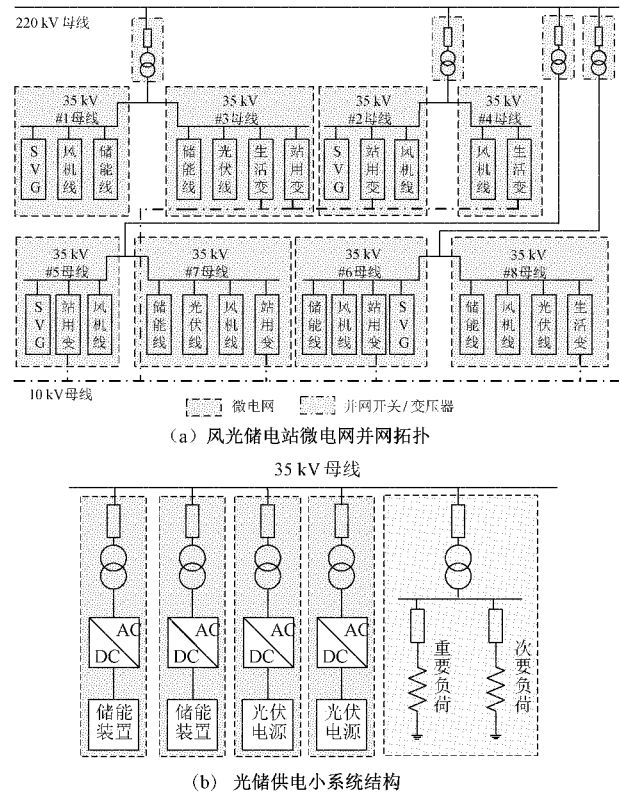 220 kV 母线
35 kV
#1母线
35 kV
#3母线
35 kV
#2母线
35 kV
#4母线
SVG
风机线
储能线
储能线
光伏线
生活变
站用变
SVG
站用变
风机线
风机线
生活变
35 kV
#5母线
35 kV
#7母线
35 kV
#6母线
35 kV
#8母线
SVG
站用变
风机线
储能线
光伏线
风机线
站用变
储能线
风机线
站用变
SVG
储能线
风机线
光伏线
生活变
10 kV母线
微电网
并网开关/变压器
(a) 风光储电站微电网并网拓扑
35 kV 母线
AC
DC
AC
DC
AC
DC
AC
DC
重要负荷
次要负荷
储能
装置
储能
装置
光伏
电源
光伏
电源
(b) 光储供电小系统结构